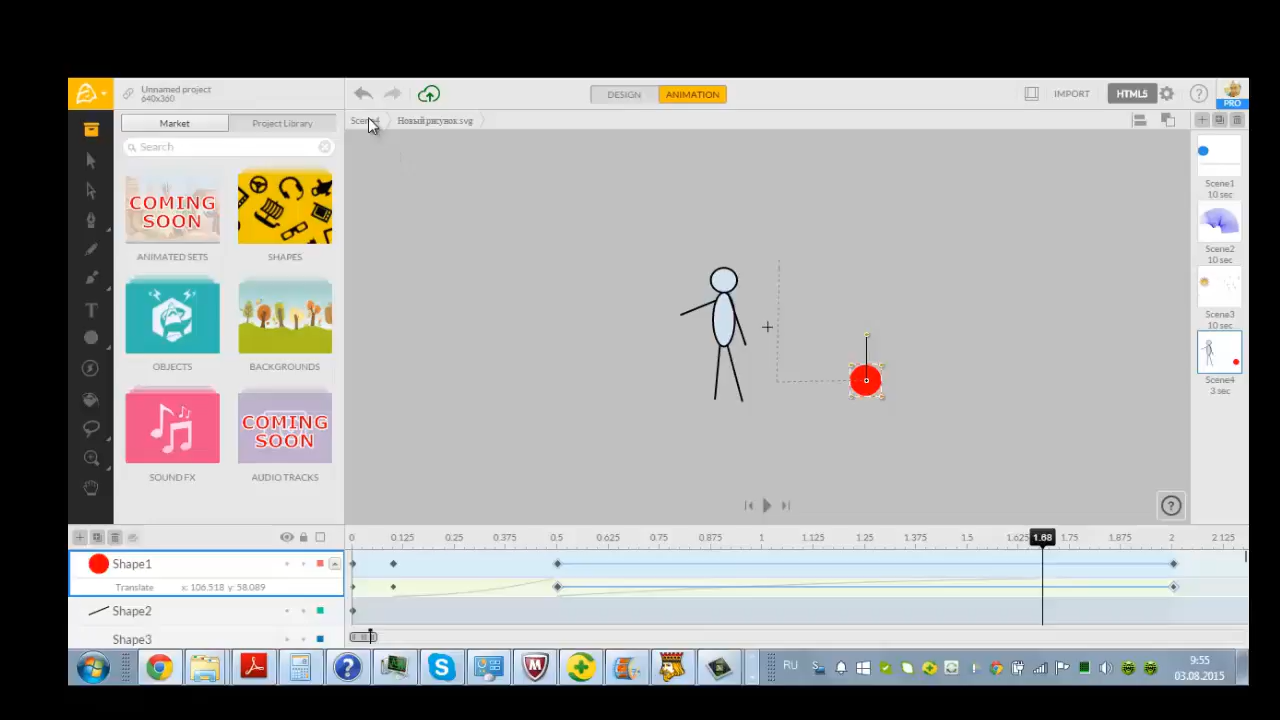 Unnamed project
640x360
DESIGN ANIMATION
IMPORT HTML5
PRO
Market Project Library
Scene4 Новый рисунок.svg
Search
COMING SOON
ANIMATED SETS
SHAPES
OBJECTS
BACKGROUNDS
SOUND FX
COMING SOON
AUDIO TRACKS
Scene1
10 sec
Scene2
10 sec
Scene3
10 sec
Scene4
3 sec
0 0.125 0.25 0.375 0.5 0.625 0.75 0.875 1 1.125 1.25 1.375 1.5 1.625 1.68 1.75 1.875 2 2.125
Shape1
Translate x: 106.518 y: 58.089
Shape2
Shape3
RU
9:55
03.08.2015